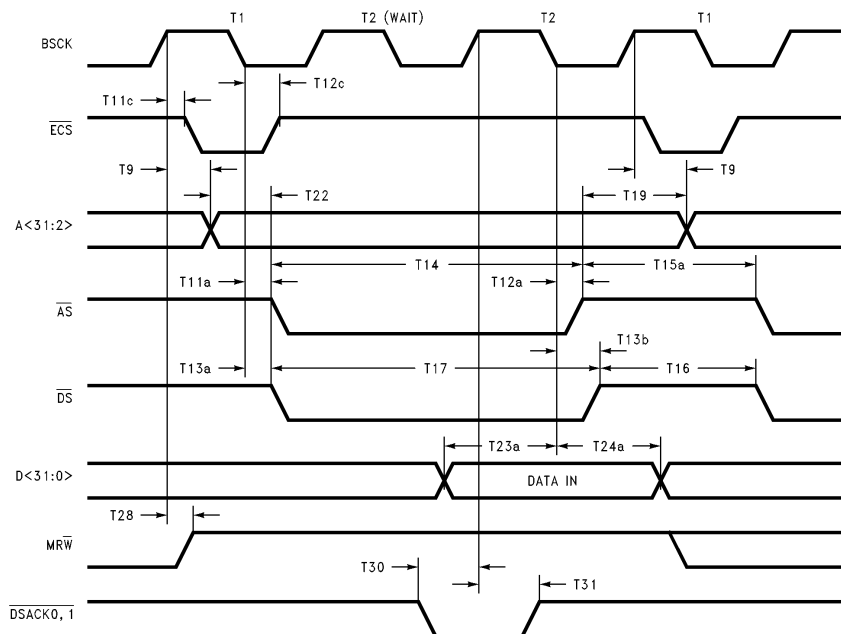 T1 T2 (WAIT) T2 T1
BSCK
T11c T12c
ECS
T9 T9
T22 T19
A<31:2>
T14 T15a
T11a T12a
AS
T13b
T13a T17 T16
DS
T23a T24a
D<31:0> DATA IN
T28
MRW
T30 T31
DSACK0,1